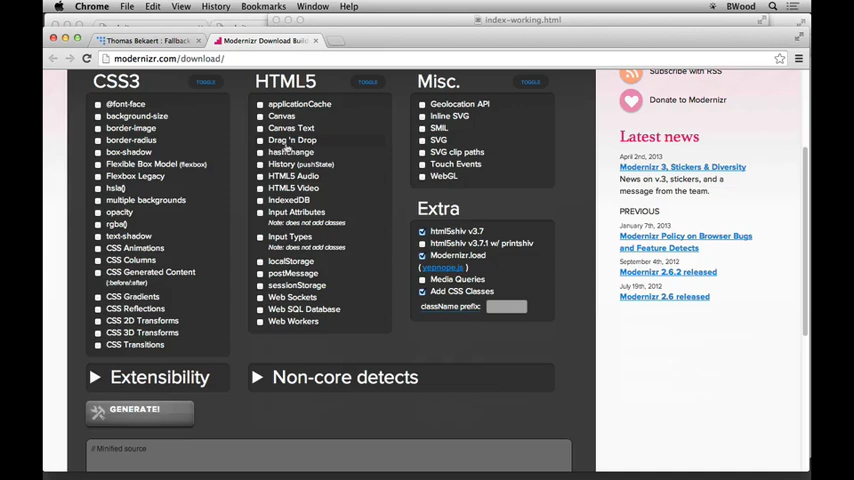 Chrome File Edit View History Bookmarks Window Help BWood
index-working.html
Thomas Bekaert : Fallback Modernizr Download Buil
modernizr.com/download/
CSS3 TOGGLE
@font-face
background-size
border-image
border-radius
box-shadow
Flexible Box Model (flexbox)
Flexbox Legacy
hsla()
multiple backgrounds
opacity
rgba()
text-shadow
CSS Animations
CSS Columns
CSS Generated Content
(:before/:after)
CSS Gradients
CSS Reflections
CSS 2D Transforms
CSS 3D Transforms
CSS Transitions
HTML5 TOGGLE
applicationCache
Canvas
Canvas Text
Drag 'n Drop
hashchange
History (pushState)
HTML5 Audio
HTML5 Video
IndexedDB
Input Attributes
Note: does not add classes
Input Types
Note: does not add classes
localStorage
postMessage
sessionStorage
Web Sockets
Web SQL Database
Web Workers
Misc. TOGGLE
Geolocation API
Inline SVG
SMIL
SVG
SVG clip paths
Touch Events
WebGL
Extra
html5shiv v3.7
html5shiv v3.7.1 w/ printshiv
Modernizr.load
(yepnope.js)
Media Queries
Add CSS Classes
className prefix:
Extensibility
Non-core detects
GENERATE!
// Minified source
Subscribe with RSS
Donate to Modernizr
Latest news
April 2nd, 2013
Modernizr 3, Stickers & Diversity
News on v.3, stickers, and a
message from the team.
PREVIOUS
January 7th, 2013
Modernizr Policy on Browser Bugs
and Feature Detects
September 4th, 2012
Modernizr 2.6.2 released
July 19th, 2012
Modernizr 2.6 released